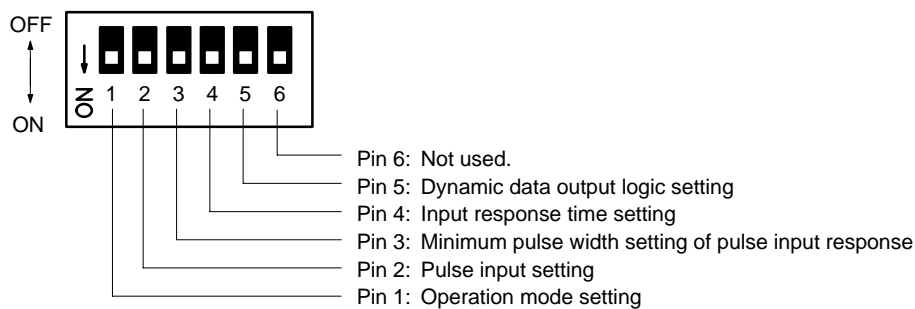 OFF
ON
ON
1 2 3 4 5 6
Pin 6: Not used.
Pin 5: Dynamic data output logic setting
Pin 4: Input response time setting
Pin 3: Minimum pulse width setting of pulse input response
Pin 2: Pulse input setting
Pin 1: Operation mode setting